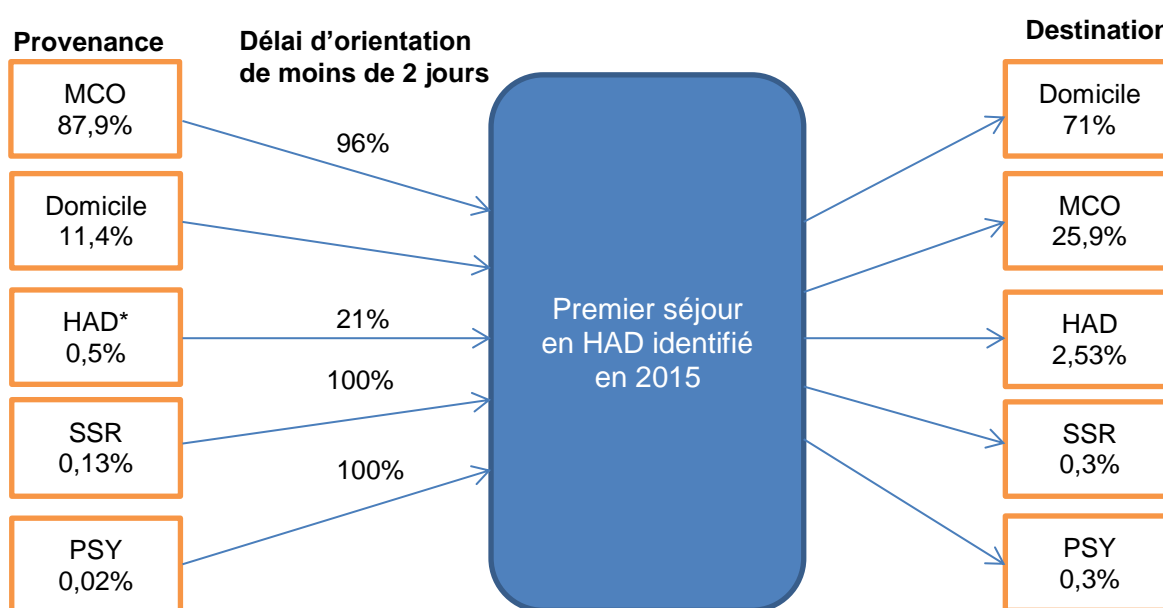 Provenance
Délai d'orientation
de moins de 2 jours
Destination
MCO
87,9%
96%
Domicile
11,4%
HAD*
0,5%
21%
SSR
0,13%
100%
PSY
0,02%
100%
Premier séjour
en HAD identifié
en 2015
Domicile
71%
MCO
25,9%
HAD
2,53%
SSR
0,3%
PSY
0,3%